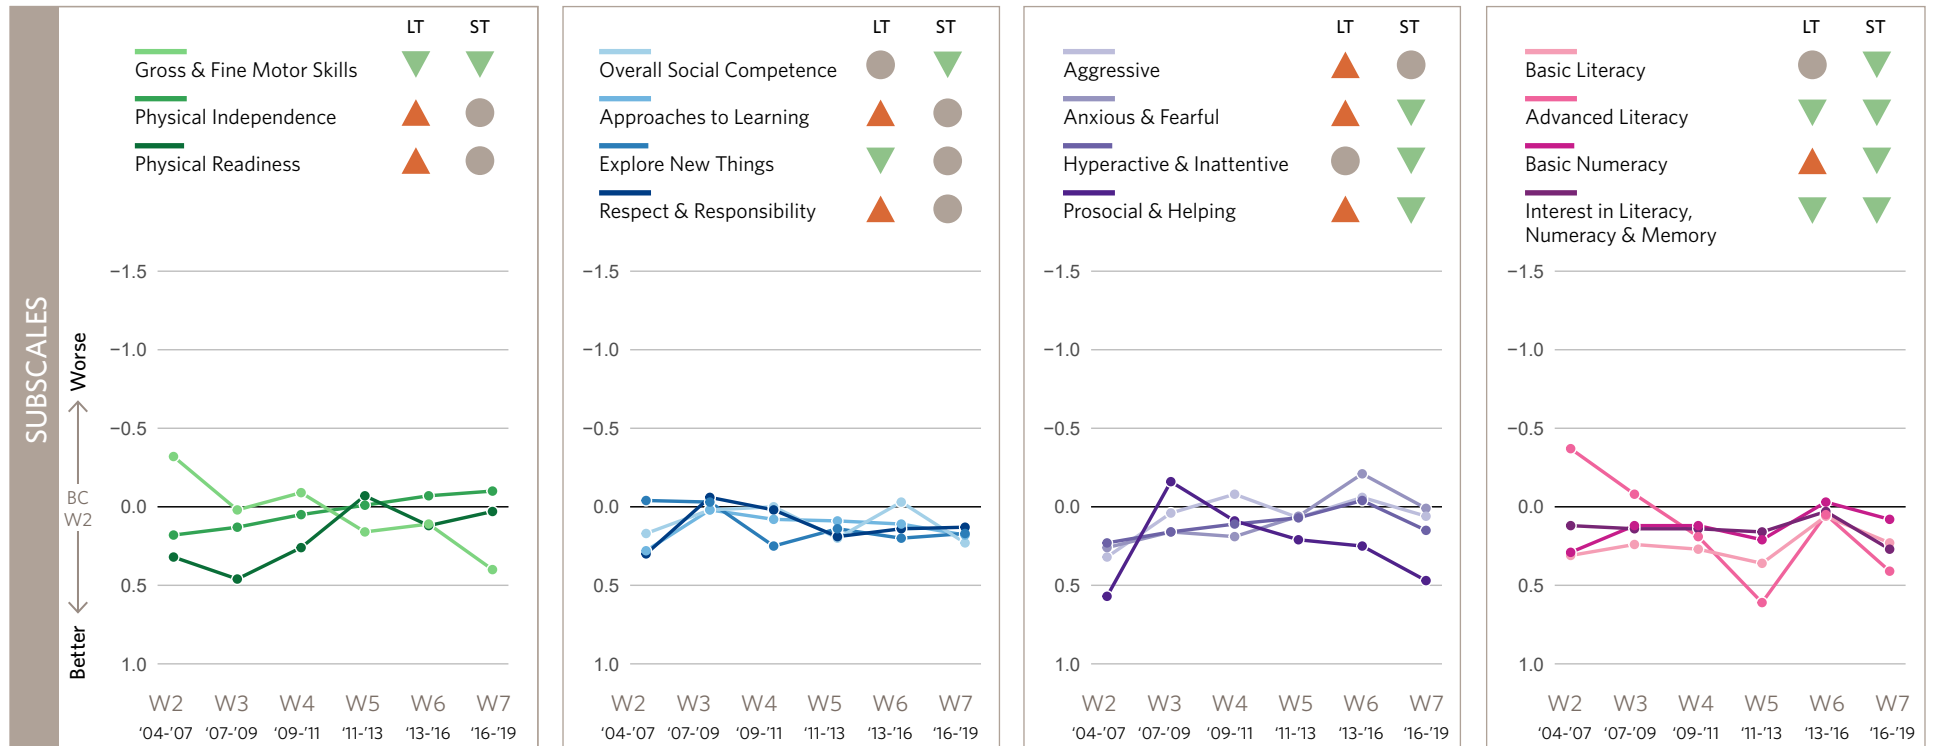 SUBSCALES
Worse
BC
W2
Better
LT ST
Gross & Fine Motor Skills
Physical Independence
Physical Readiness
−1.5
−1.0
−0.5
0.0
0.5
1.0
W2 W3 W4 W5 W6 W7
‘04-’07 ‘07-’09 ‘09-’11 ‘11-’13 ‘13-’16 ‘16-’19
LT ST
Overall Social Competence
Approaches to Learning
Explore New Things
Respect & Responsibility
−1.5
−1.0
−0.5
0.0
0.5
1.0
W2 W3 W4 W5 W6 W7
‘04-’07 ‘07-’09 ‘09-’11 ‘11-’13 ‘13-’16 ‘16-’19
LT ST
Aggressive
Anxious & Fearful
Hyperactive & Inattentive
Prosocial & Helping
−1.5
−1.0
−0.5
0.0
0.5
1.0
W2 W3 W4 W5 W6 W7
‘04-’07 ‘07-’09 ‘09-’11 ‘11-’13 ‘13-’16 ‘16-’19
LT ST
Basic Literacy
Advanced Literacy
Basic Numeracy
Interest in Literacy,
Numeracy & Memory
−1.5
−1.0
−0.5
0.0
0.5
1.0
W2 W3 W4 W5 W6 W7
‘04-’07 ‘07-’09 ‘09-’11 ‘11-’13 ‘13-’16 ‘16-’19